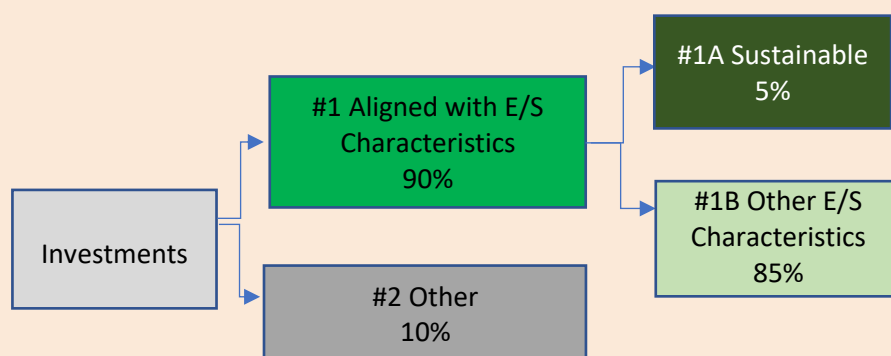 Investments
#1 Aligned with E/S
Characteristics
90%
#2 Other
10%
#1A Sustainable
5%
#1B Other E/S
Characteristics
85%